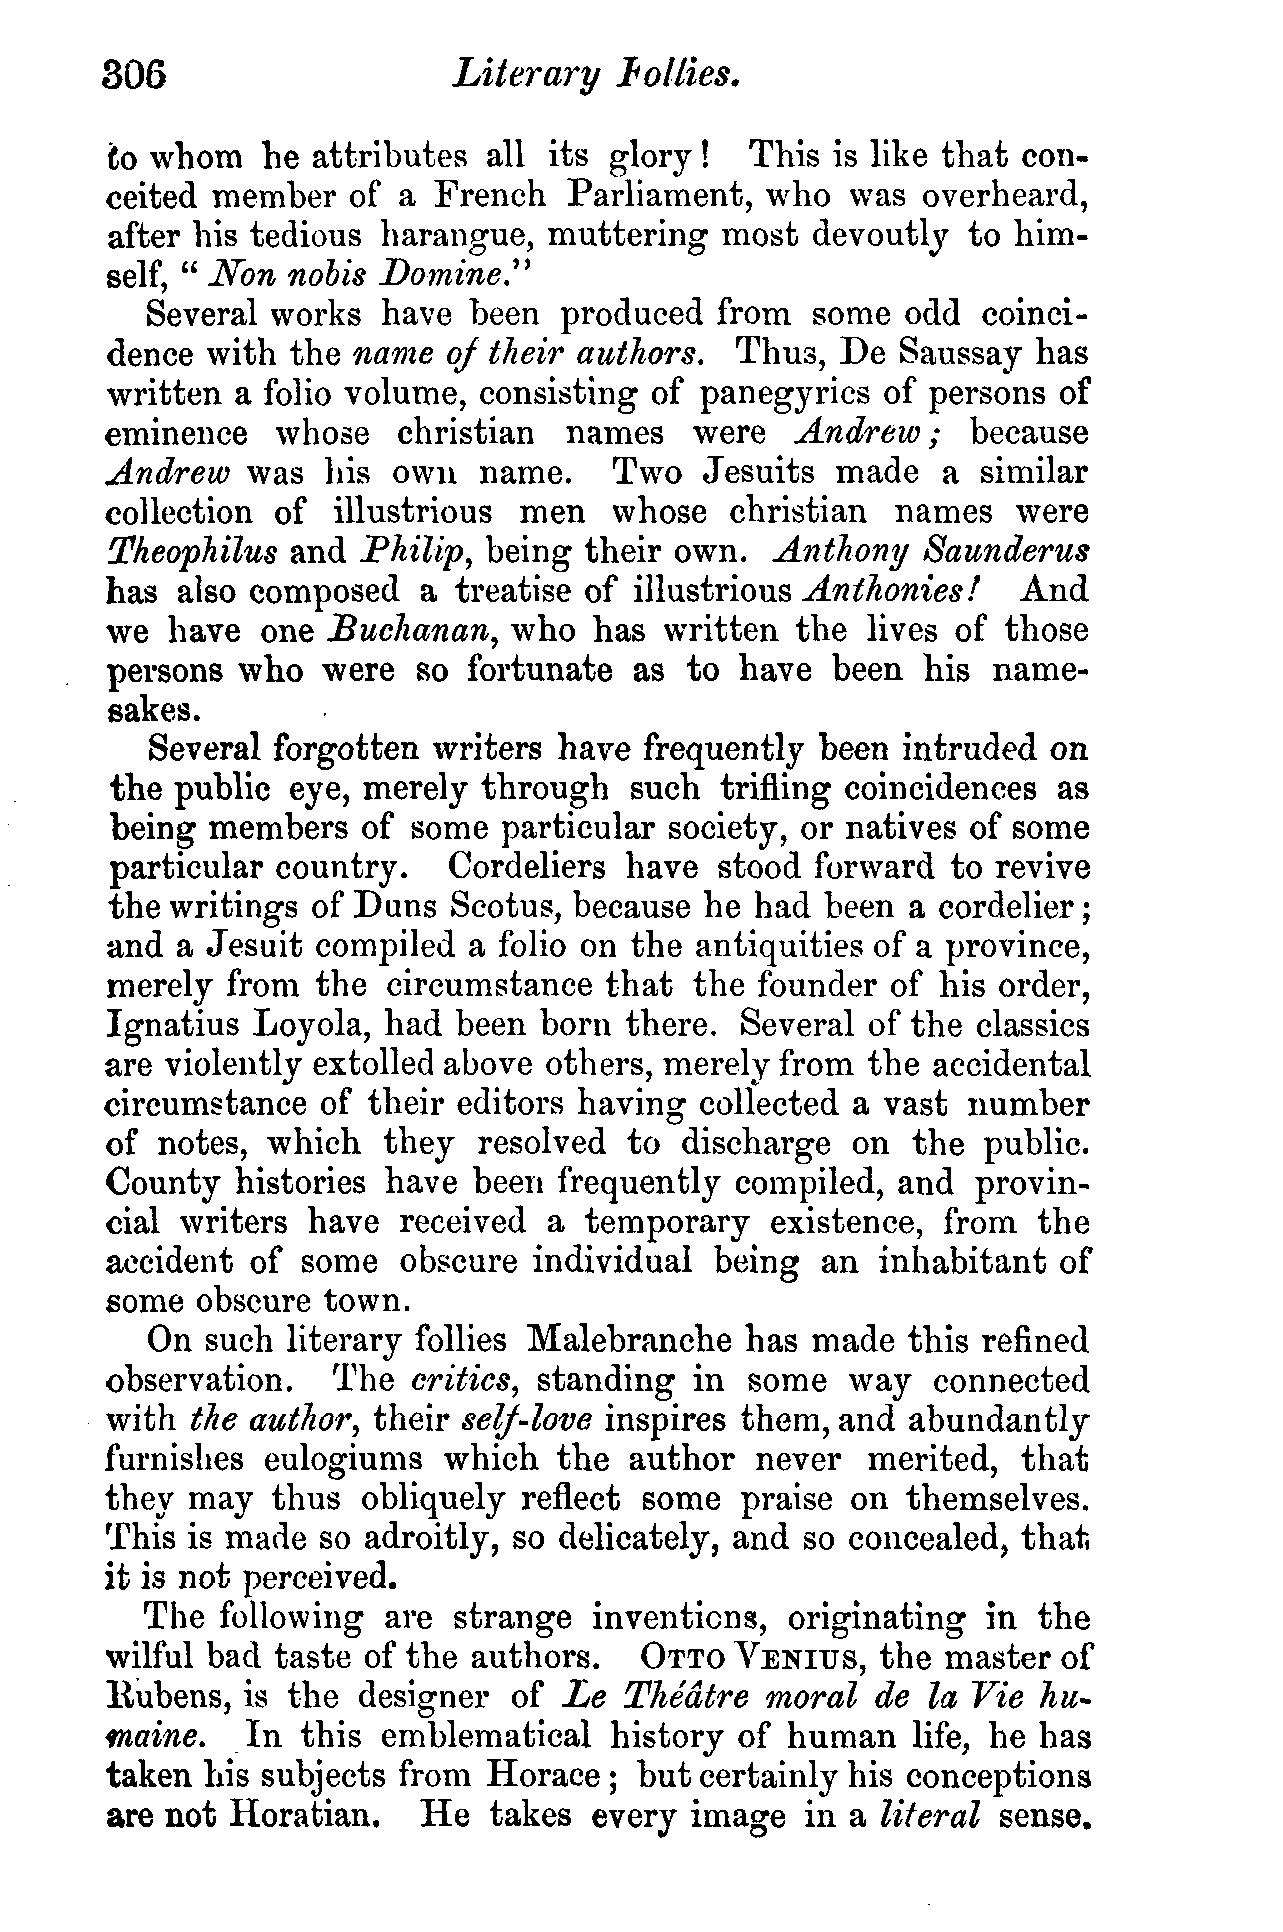 306 Literary Follies.
to whom he attributes all its glory! This is like that con-
ceited member of a French Parliament, who was overheard,
after his tedious harangue, muttering most devoutly to him-
self, “ Non nobis Domine.”
Several works have been produced from some odd coinci-
dence with the name of their authors. Thus, De Saussay has
written a folio volume, consisting of panegyrics of persons of
eminence whose christian names were Andrew; because
Andrew was his own name. Two Jesuits made a similar
collection of illustrious men whose christian names were
Theophilus and Philip, being their own. Anthony Saunderus
has also composed a treatise of illustrious Anthonies! And
we have one Buchanan, who has written the lives of those
persons who were so fortunate as to have been his name-
sakes.
Several forgotten writers have frequently been intruded on
the public eye, merely through such trifling coincidences as
being members of some particular society, or natives of some
particular country. Cordeliers have stood forward to revive
the writings of Duns Scotus, because he had been a cordelier;
and a Jesuit compiled a folio on the antiquities of a province,
merely from the circumstance that the founder of his order,
Ignatius Loyola, had been born there. Several of the classics
are violently extolled above others, merely from the accidental
circumstance of their editors having collected a vast number
of notes, which they resolved to discharge on the public.
County histories have been frequently compiled, and provin-
cial writers have received a temporary existence, from the
accident of some obscure individual being an inhabitant of
some obscure town.
On such literary follies Malebranche has made this refined
observation. The critics, standing in some way connected
with the author, their self-love inspires them, and abundantly
furnishes eulogiums which the author never merited, that
they may thus obliquely reflect some praise on themselves.
This is made so adroitly, so delicately, and so concealed, that
it is not perceived.
The following are strange inventions, originating in the
wilful bad taste of the authors. OTTO VENIUS, the master of
Rubens, is the designer of Le Théâtre moral de la Vie hu-
maine. In this emblematical history of human life, he has
taken his subjects from Horace; but certainly his conceptions
are not Horatian. He takes every image in a literal sense.